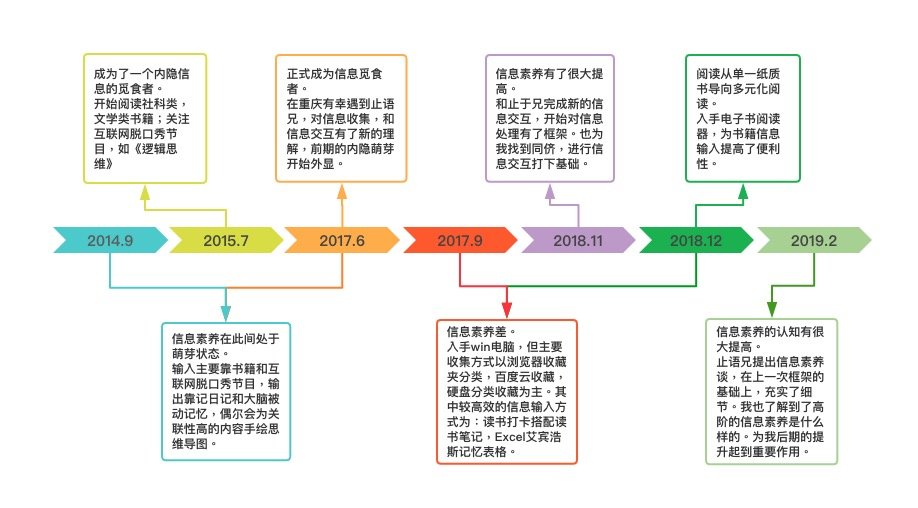 成为了一个内隐信
息的觅食者。
开始阅读社科类，
文学类书籍；关注
互联网脱口秀节
目，如《逻辑思
维》
正式成为信息觅食
者。
在重庆有幸遇到止语
兄，对信息收集，和
信息交互有了新的理
解，前期的内隐萌芽
开始外显。
信息素养有了很大提
高。
和止于兄完成新的信
息交互，开始对信息
处理有了框架。也为
我找到同侪，进行信
息交互打下基础。
阅读从单一纸质
书导向多元化阅
读。
入手电子书阅读
器，为书籍信息
输入提高了便利
性。
2014.9
2015.7
2017.6
2017.9
2018.11
2018.12
2019.2
信息素养在此间处于
萌芽状态。
输入主要靠书籍和互
联网脱口秀节目，输
出靠记日记和大脑被
动记忆，偶尔会为关
联性高的内容手绘思
维导图。
信息素养差。
入手win电脑，但主要
收集方式以浏览器收藏
夹分类，百度云收藏，
硬盘分类收藏为主。其
中较高效的信息输入方
式为：读书打卡搭配读
书笔记，Excel艾宾浩
斯记忆表格。
信息素养的认知有很
大提高。
止语兄提出信息素养
谈，在上一次框架的
基础上，充实了细
节。我也了解到了高
阶的信息素养是什么
样的。为我后期的提
升起到重要作用。